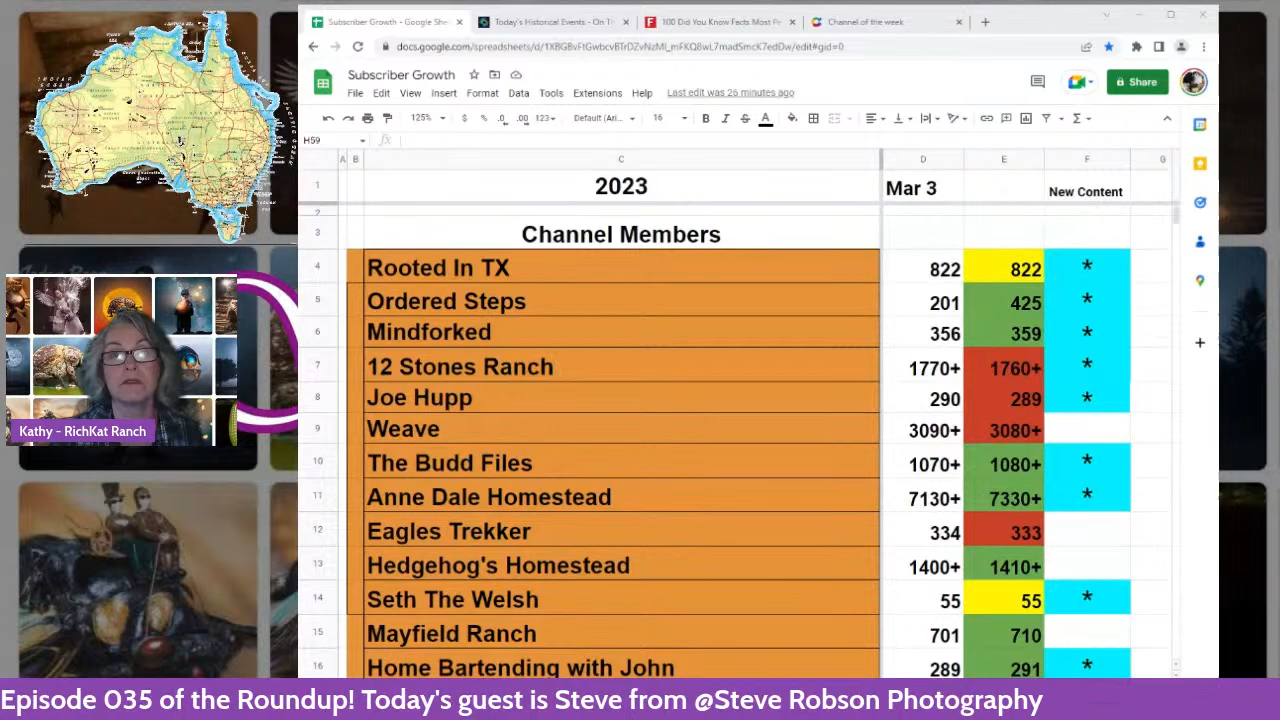 Subscriber Growth - Google She
Today's Historical Events - On Th
100 Did You Know Facts Most Pe
Channel of the week
Subscriber Growth
File Edit View Insert Format Data Tools Extensions Help Last edit was 26 minutes ago
Share
125% $ % .0 .00 123 Default (Ari... 16 B I S A
H59
A B C D E F G
1 2023 Mar 3 New Content
2
3 Channel Members
4 Rooted In TX 822 822 *
5 Ordered Steps 201 425 *
6 Mindforked 356 359 *
7 12 Stones Ranch 1770+ 1760+ *
8 Joe Hupp 290 289 *
9 Weave 3090+ 3080+
10 The Budd Files 1070+ 1080+ *
11 Anne Dale Homestead 7130+ 7330+ *
12 Eagles Trekker 334 333
13 Hedgehog's Homestead 1400+ 1410+
14 Seth The Welsh 55 55 *
15 Mayfield Ranch 701 710
16 Home Bartending with John 289 291 *
Kathy - RichKat Ranch
Episode 035 of the Roundup! Today's guest is Steve from @Steve Robson Photography